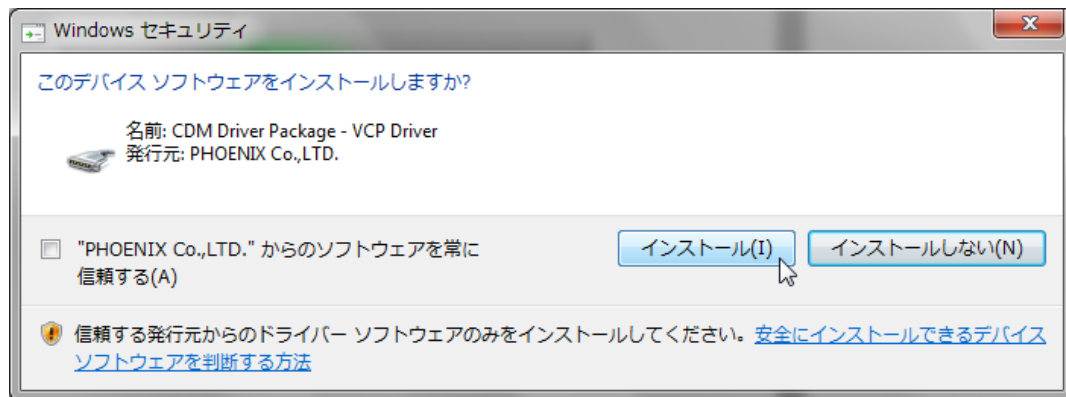 Windows セキュリティ
このデバイス ソフトウェアをインストールしますか?
名前: CDM Driver Package - VCP Driver
発行元: PHOENIX Co.,LTD.
"PHOENIX Co.,LTD." からのソフトウェアを常に
信頼する(A)
インストール(I)
インストールしない(N)
信頼する発行元からのドライバー ソフトウェアのみをインストールしてください。安全にインストールできるデバイス
ソフトウェアを判断する方法